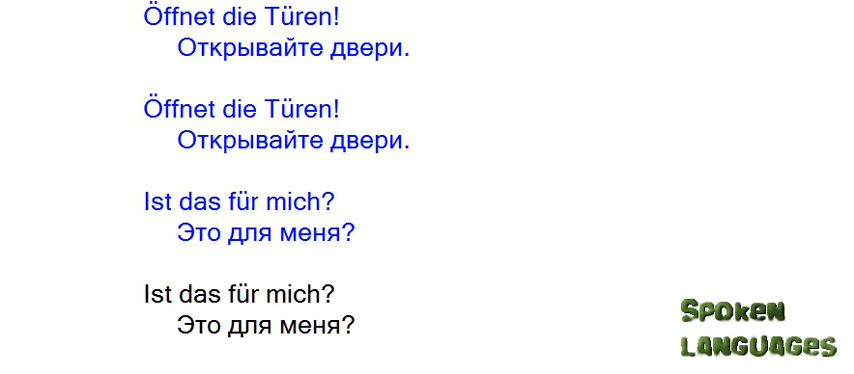 Öffnet die Türen!
Открывайте двери.
Öffnet die Türen!
Открывайте двери.
Ist das für mich?
Это для меня?
Ist das für mich?
Это для меня?
Spoken
Languages